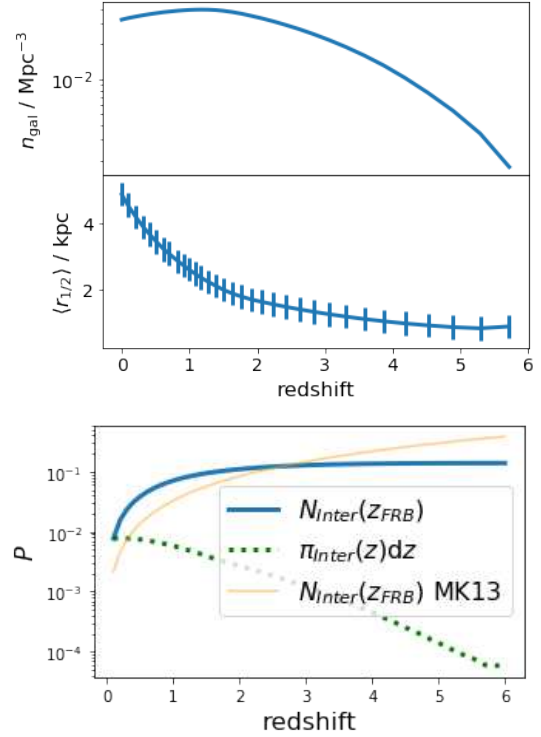 n_gal / Mpc⁻³
10⁻²
⟨r_1/2⟩ / kpc
4
2
0 1 2 3 4 5 6
redshift
P
10⁻¹
10⁻²
10⁻³
10⁻⁴
N_Inter(z_FRB)
π_Inter(z)dz
N_Inter(z_FRB) MK13
0 1 2 3 4 5 6
redshift